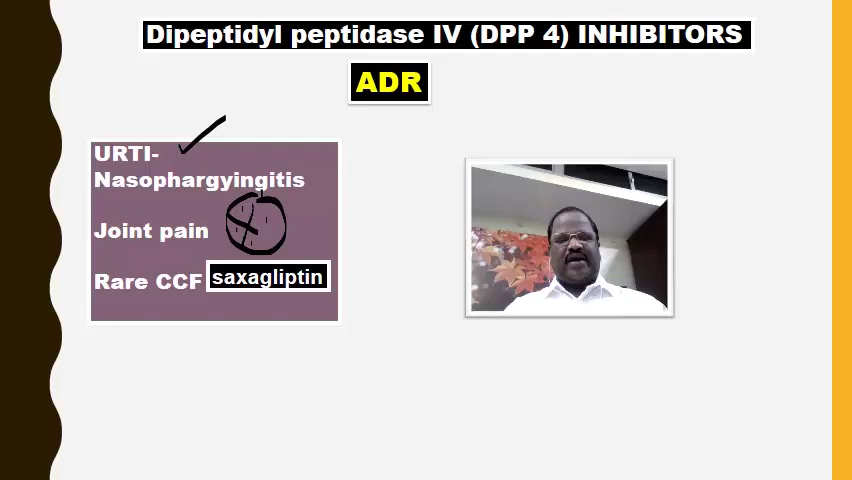 Dipeptidyl peptidase IV (DPP 4) INHIBITORS
ADR
URTI-
Nasophargyingitis
Joint pain
Rare CCF saxagliptin